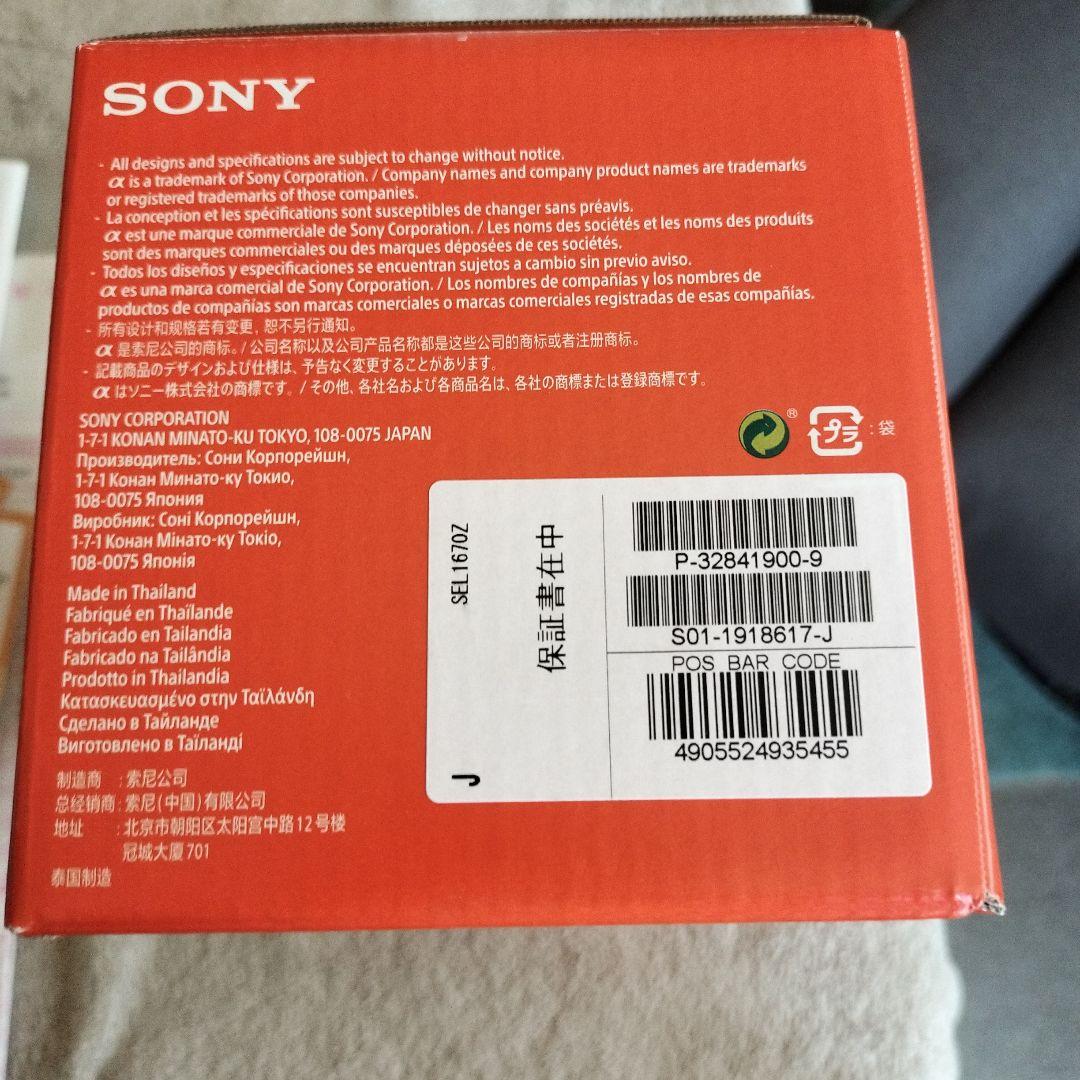 SONY
- All designs and specifications are subject to change without notice.
α is a trademark of Sony Corporation. / Company names and company product names are trademarks
or registered trademarks of those companies.
- La conception et les spécifications sont susceptibles de changer sans préavis.
α est une marque commerciale de Sony Corporation. / Les noms des sociétés et les noms des produits
sont des marques commerciales ou des marques déposées de ces sociétés.
- Todos los diseños y especificaciones se encuentran sujetos a cambio sin previo aviso.
α es una marca comercial de Sony Corporation. / Los nombres de compañías y los nombres de
productos de compañías son marcas comerciales o marcas comerciales registradas de esas compañías.
- 所有设计和规格若有变更，恕不另行通知。
α 是索尼公司的商标。/ 公司名称以及公司产品名称都是这些公司的商标或者注册商标。
- 記載商品のデザインおよび仕様は、予告なく変更することがあります。
α はソニー株式会社の商標です。/ その他、各社名および各商品名は、各社の商標または登録商標です。
SONY CORPORATION
1-7-1 KONAN MINATO-KU TOKYO, 108-0075 JAPAN
Производитель: Сони Корпорейшн,
1-7-1 Конан Минато-ку Токио,
108-0075 Япония
Виробник: Соні Корпорейшн,
1-7-1 Конан Мінато-ку Токіо,
108-0075 Японія
® プラ : 袋
Made in Thailand
Fabriqué en Thaïlande
Fabricado en Tailandia
Fabricado na Tailândia
Prodotto in Thailandia
Κατασκευασμένο στην Ταϊλάνδη
Сделано в Тайланде
Виготовлено в Таїланді
制造商 : 索尼公司
总经销商 : 索尼(中国)有限公司
地址 : 北京市朝阳区太阳宫中路12号楼
冠城大厦701
泰国制造
SEL1670Z
J
保証書在中
P-32841900-9
S01-1918617-J
POS BAR CODE
4905524935455